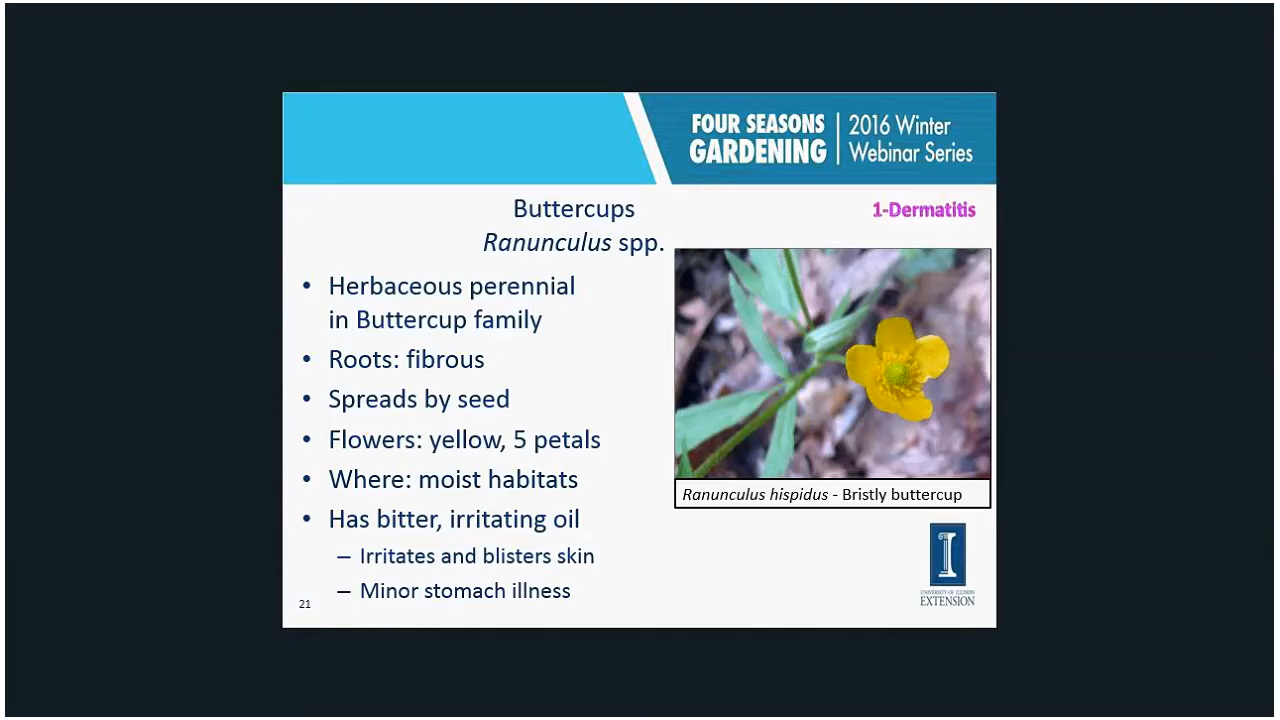 FOUR SEASONS
GARDENING
2016 Winter
Webinar Series
Buttercups
Ranunculus spp.
1-Dermatitis
• Herbaceous perennial
in Buttercup family
• Roots: fibrous
• Spreads by seed
• Flowers: yellow, 5 petals
• Where: moist habitats
• Has bitter, irritating oil
– Irritates and blisters skin
– Minor stomach illness
Ranunculus hispidus - Bristly buttercup
UNIVERSITY OF ILLINOIS
EXTENSION
21